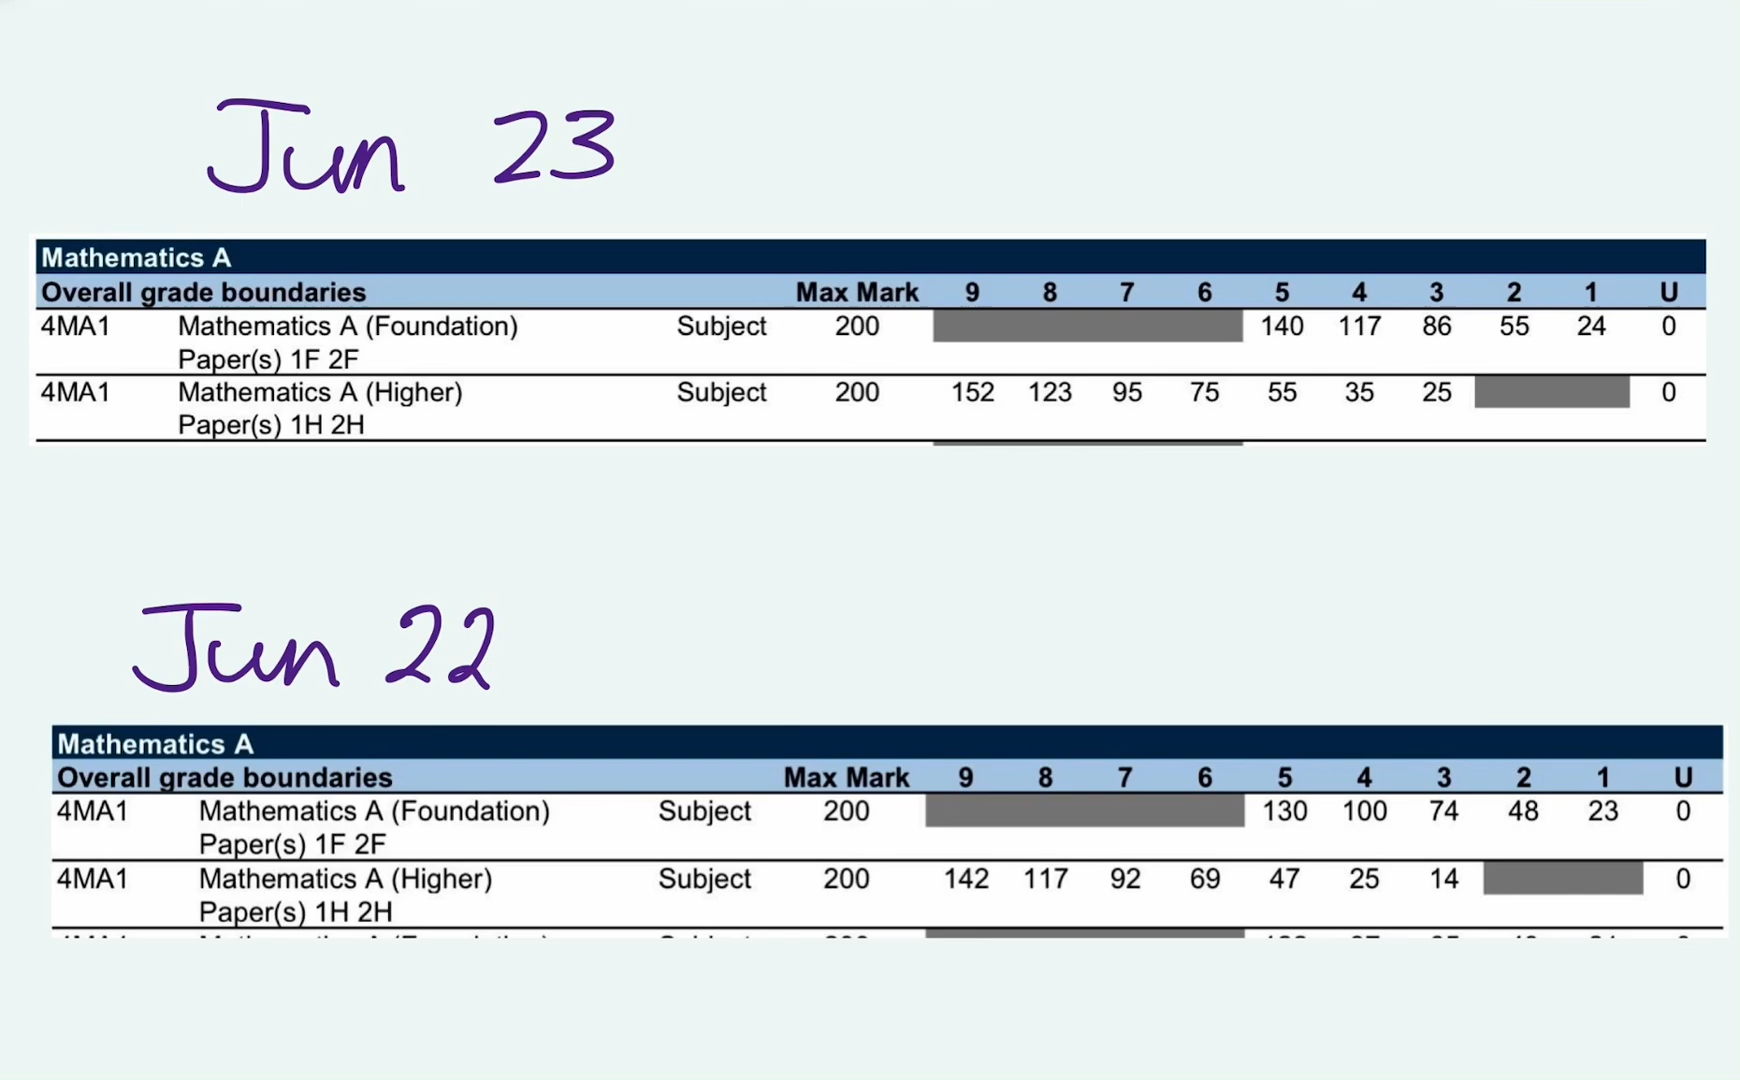 Jun 23
Mathematics A
Overall grade boundaries Max Mark 9 8 7 6 5 4 3 2 1 U
4MA1 Mathematics A (Foundation) Subject 200 140 117 86 55 24 0
Paper(s) 1F 2F
4MA1 Mathematics A (Higher) Subject 200 152 123 95 75 55 35 25 0
Paper(s) 1H 2H
Jun 22
Mathematics A
Overall grade boundaries Max Mark 9 8 7 6 5 4 3 2 1 U
4MA1 Mathematics A (Foundation) Subject 200 130 100 74 48 23 0
Paper(s) 1F 2F
4MA1 Mathematics A (Higher) Subject 200 142 117 92 69 47 25 14 0
Paper(s) 1H 2H